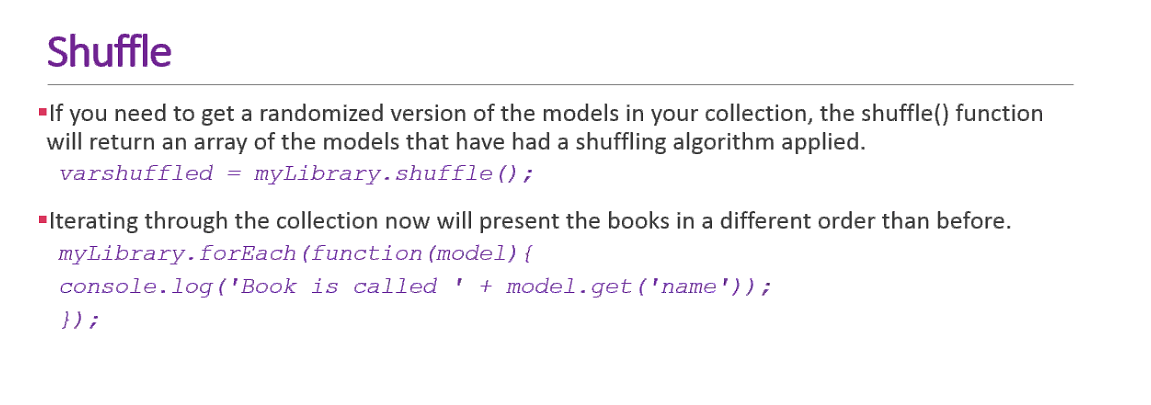 Shuffle
▪If you need to get a randomized version of the models in your collection, the shuffle() function
will return an array of the models that have had a shuffling algorithm applied.
varshuffled = myLibrary.shuffle();
▪Iterating through the collection now will present the books in a different order than before.
myLibrary.forEach(function(model){
console.log('Book is called ' + model.get('name'));
});